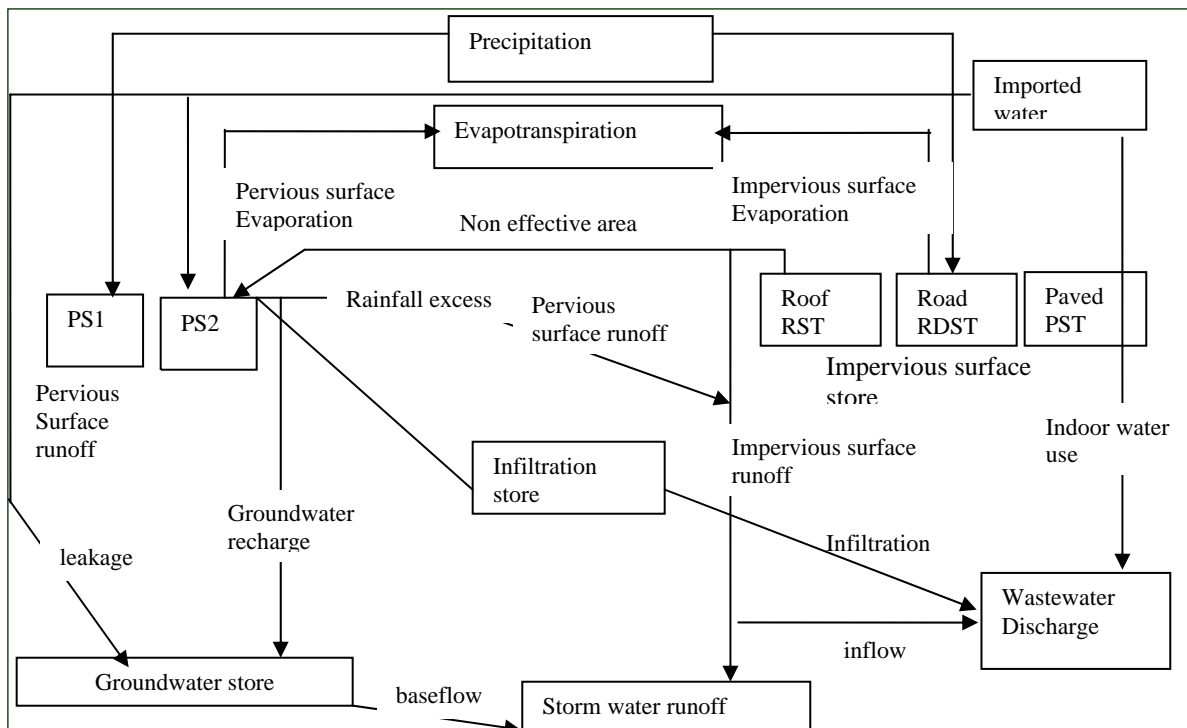 Precipitation
Imported
water
Evapotranspiration
Pervious surface
Evaporation
Impervious surface
Evaporation
Non effective area
PS1
PS2
Rainfall excess
Pervious
surface runoff
Roof
RST
Road
RDST
Paved
PST
Impervious surface
store
Pervious
Surface
runoff
Indoor water
use
Impervious surface
runoff
Infiltration
store
Groundwater
recharge
leakage
Infiltration
Wastewater
Discharge
inflow
Groundwater store
baseflow
Storm water runoff